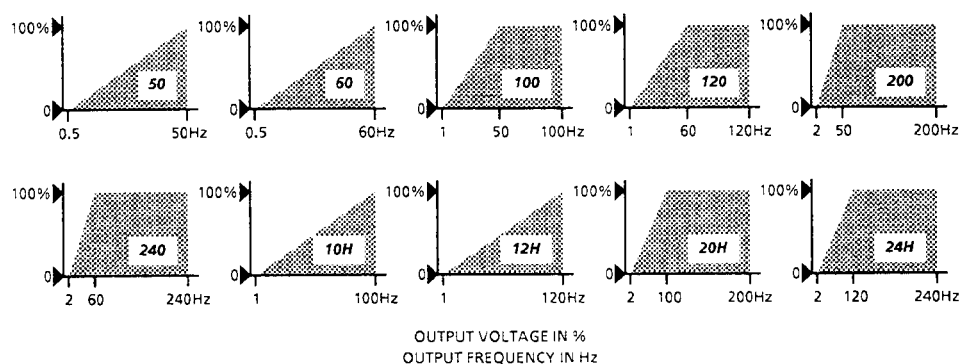 100% 100% 100% 100% 100%
50 60 100 120 200
0 0 0 0 0
0.5 50Hz 0.5 60Hz 1 50 100Hz 1 60 120Hz 2 50 200Hz
100% 100% 100% 100% 100%
240 10H 12H 20H 24H
0 0 0 0 0
2 60 240Hz 1 100Hz 1 120Hz 2 100 200Hz 2 120 240Hz
OUTPUT VOLTAGE IN %
OUTPUT FREQUENCY IN Hz